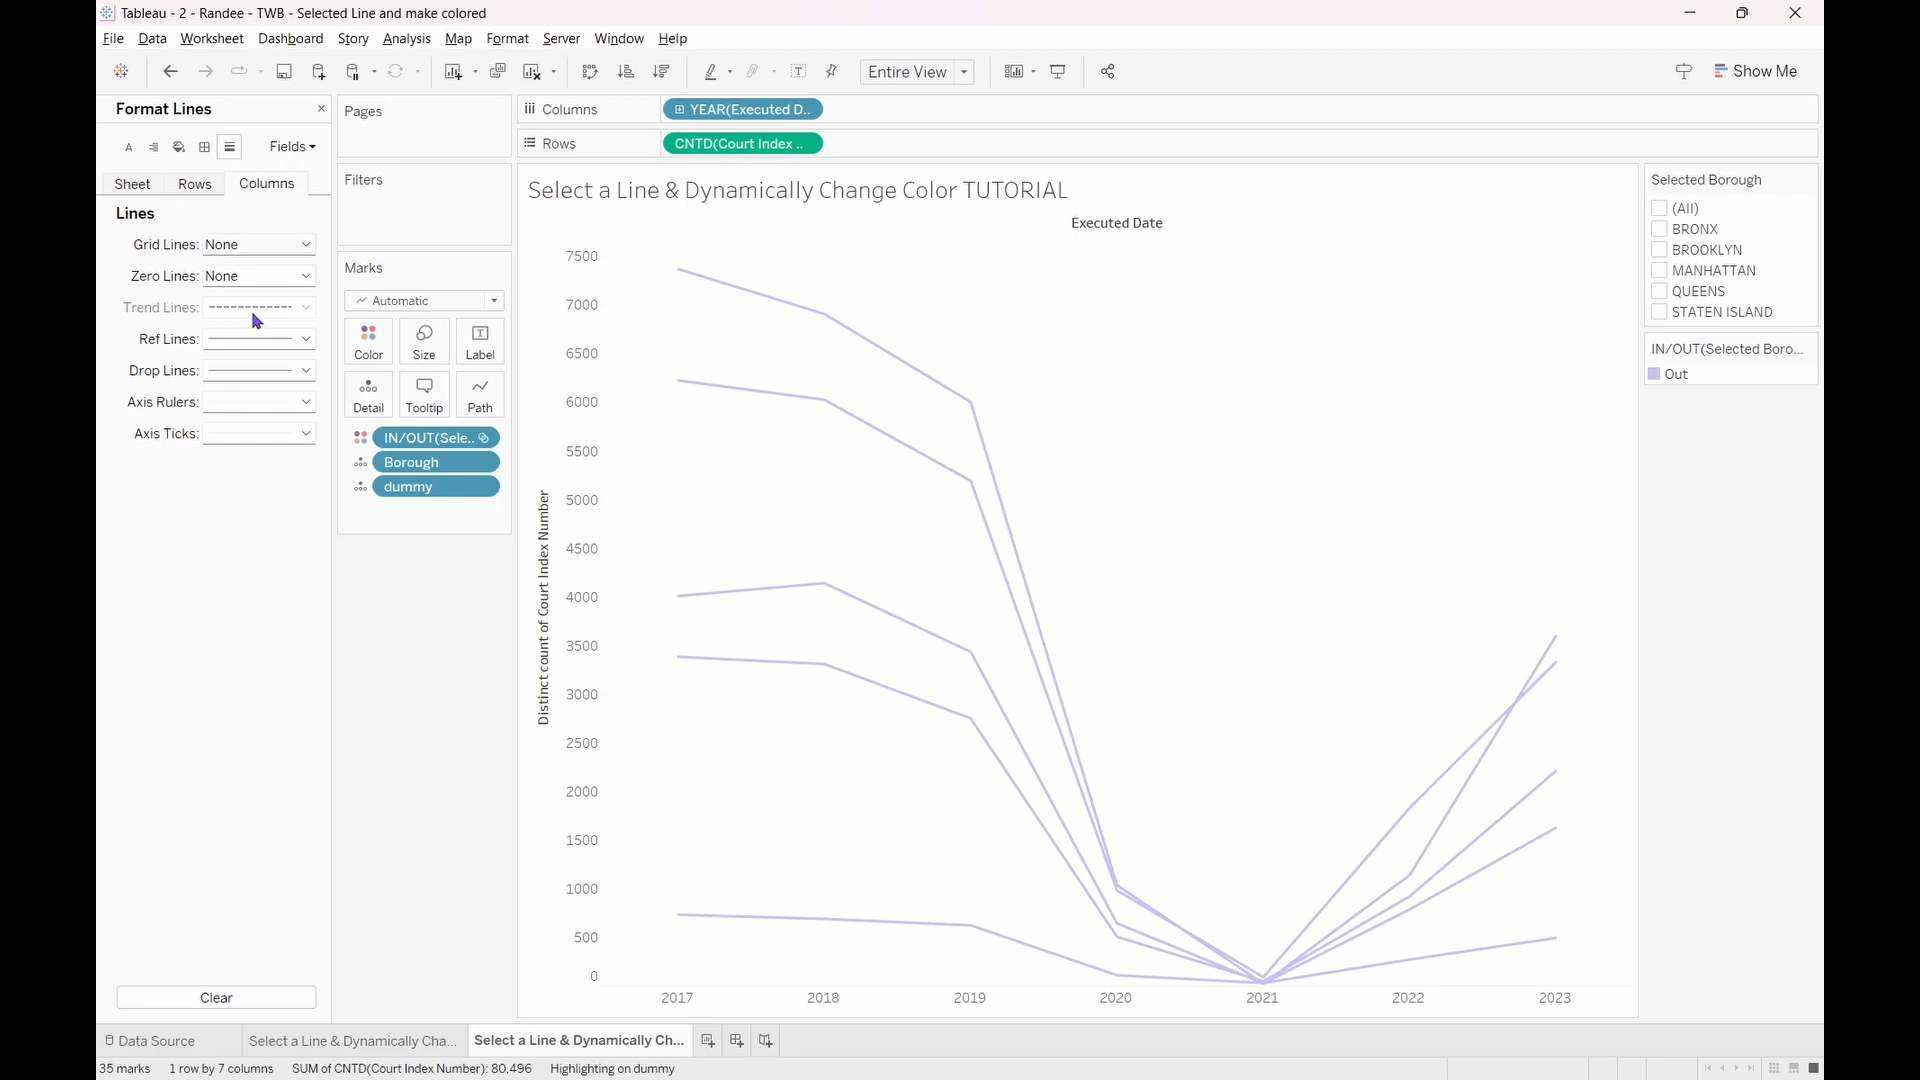 Tableau - 2 - Randee - TWB - Selected Line and make colored
File Data Worksheet Dashboard Story Analysis Map Format Server Window Help
Entire View
Show Me
Format Lines
Fields
Sheet Rows Columns
Lines
Grid Lines: None
Zero Lines: None
Trend Lines:
Ref Lines:
Drop Lines:
Axis Rulers:
Axis Ticks:
Clear
Pages
Filters
Marks
Automatic
Color Size Label
Detail Tooltip Path
IN/OUT(Sele..
Borough
dummy
Columns YEAR(Executed D..
Rows CNTD(Court Index ..
Select a Line & Dynamically Change Color TUTORIAL
Executed Date
Distinct count of Court Index Number
7500
7000
6500
6000
5500
5000
4500
4000
3500
3000
2500
2000
1500
1000
500
0
2017 2018 2019 2020 2021 2022 2023
Selected Borough
(All)
BRONX
BROOKLYN
MANHATTAN
QUEENS
STATEN ISLAND
IN/OUT(Selected Boro...
Out
Data Source Select a Line & Dynamically Cha... Select a Line & Dynamically Ch...
35 marks 1 row by 7 columns SUM of CNTD(Court Index Number): 80,496 Highlighting on dummy